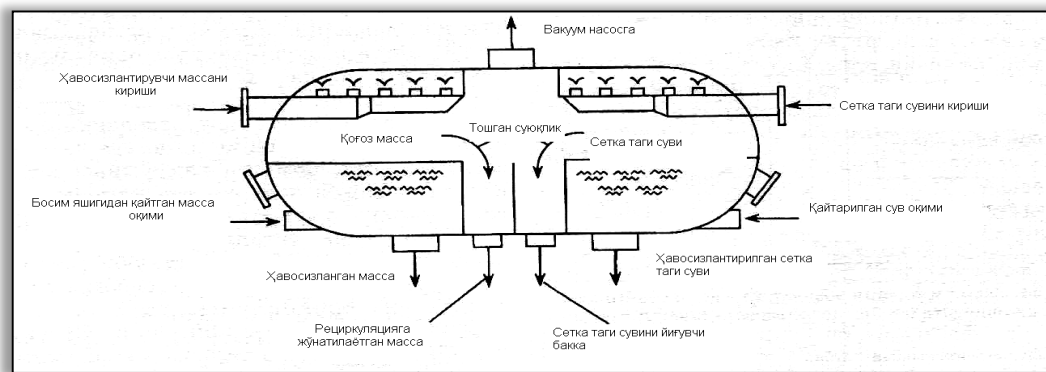 Вакуум насосга
Ҳавосизлантирувчи массани
кириши
Сетка таги сувини кириши
Қоғоз масса
Тошган суюқлик
Сетка таги суви
Босим яшигидан қайтган масса
оқими
Қайтарилган сув оқими
Ҳавосизланган масса
Ҳавосизлантирилган сетка
таги суви
Рециркуляцияга
жўнатилаётган масса
Сетка таги сувини йиғувчи
бакка